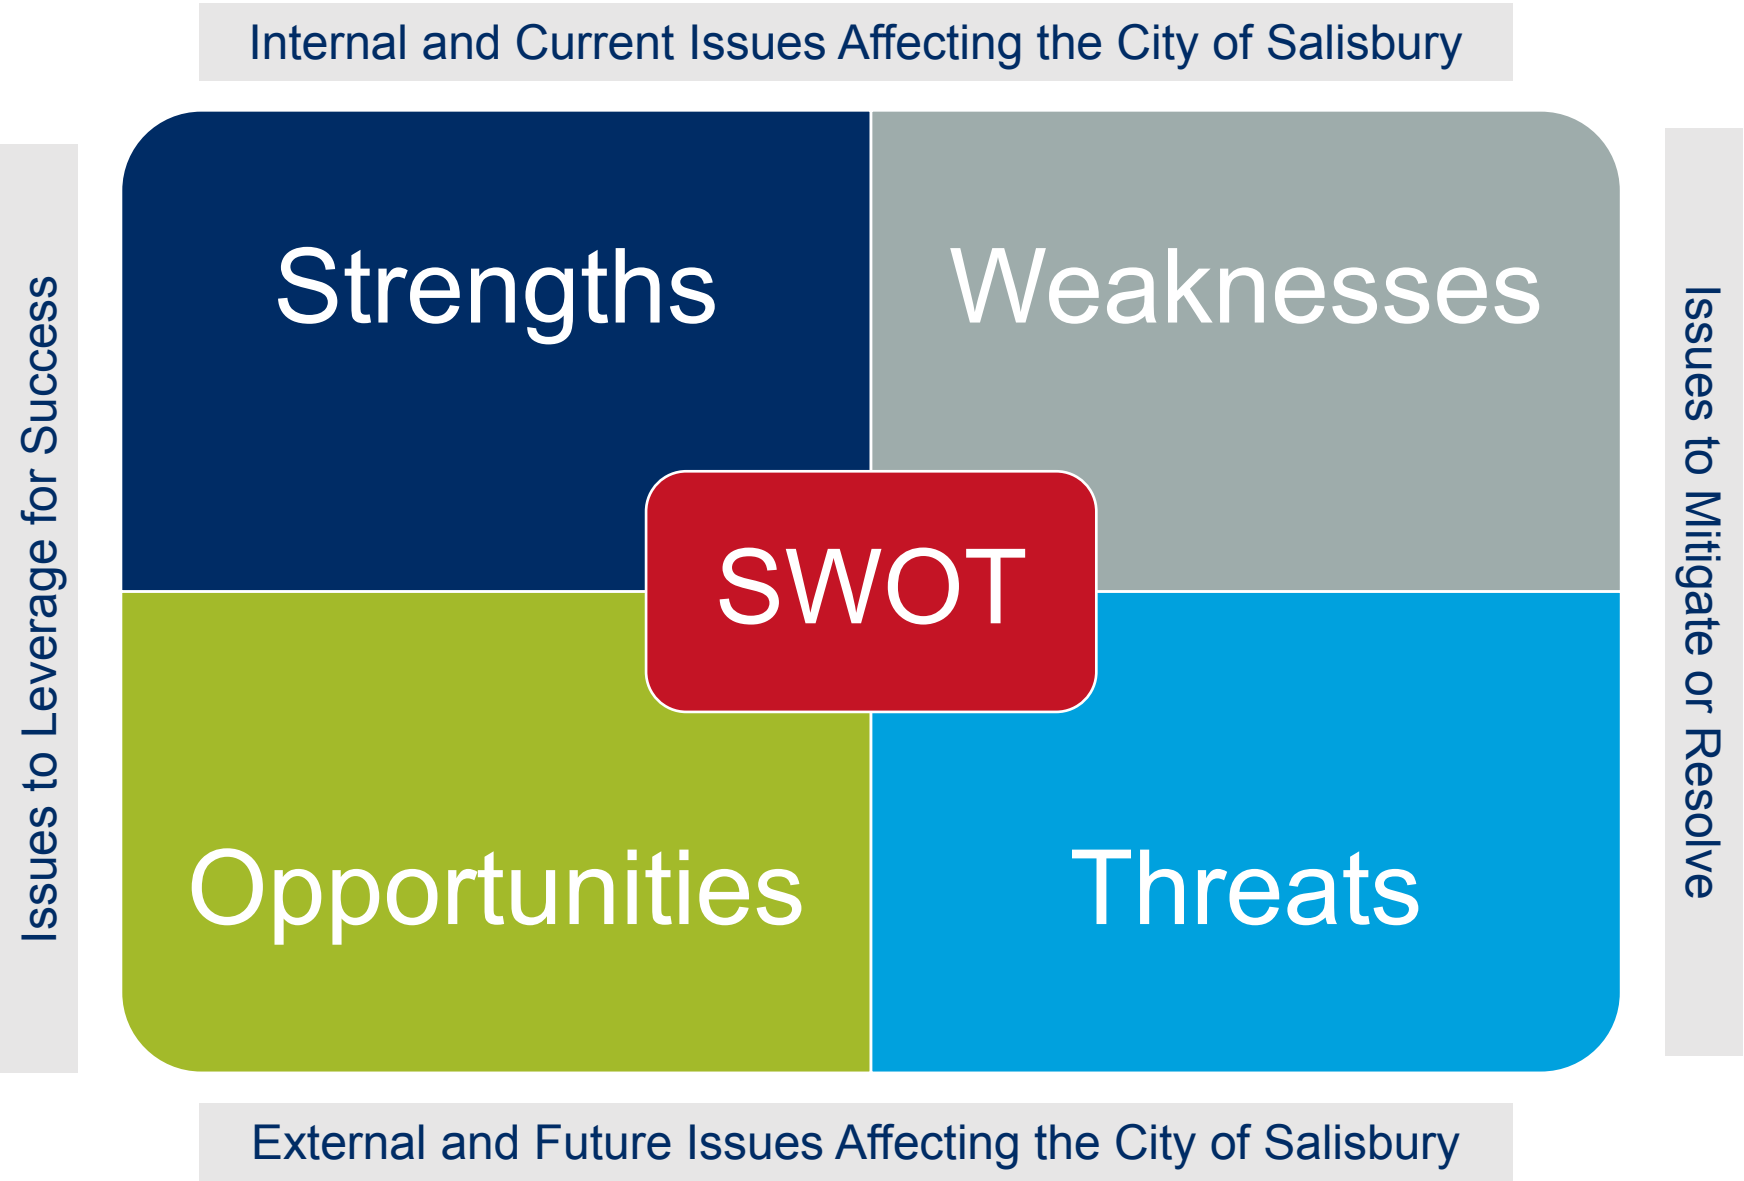 Internal and Current Issues Affecting the City of Salisbury
Issues to Leverage for Success
Strengths
Weaknesses
SWOT
Opportunities
Threats
Issues to Mitigate or Resolve
External and Future Issues Affecting the City of Salisbury